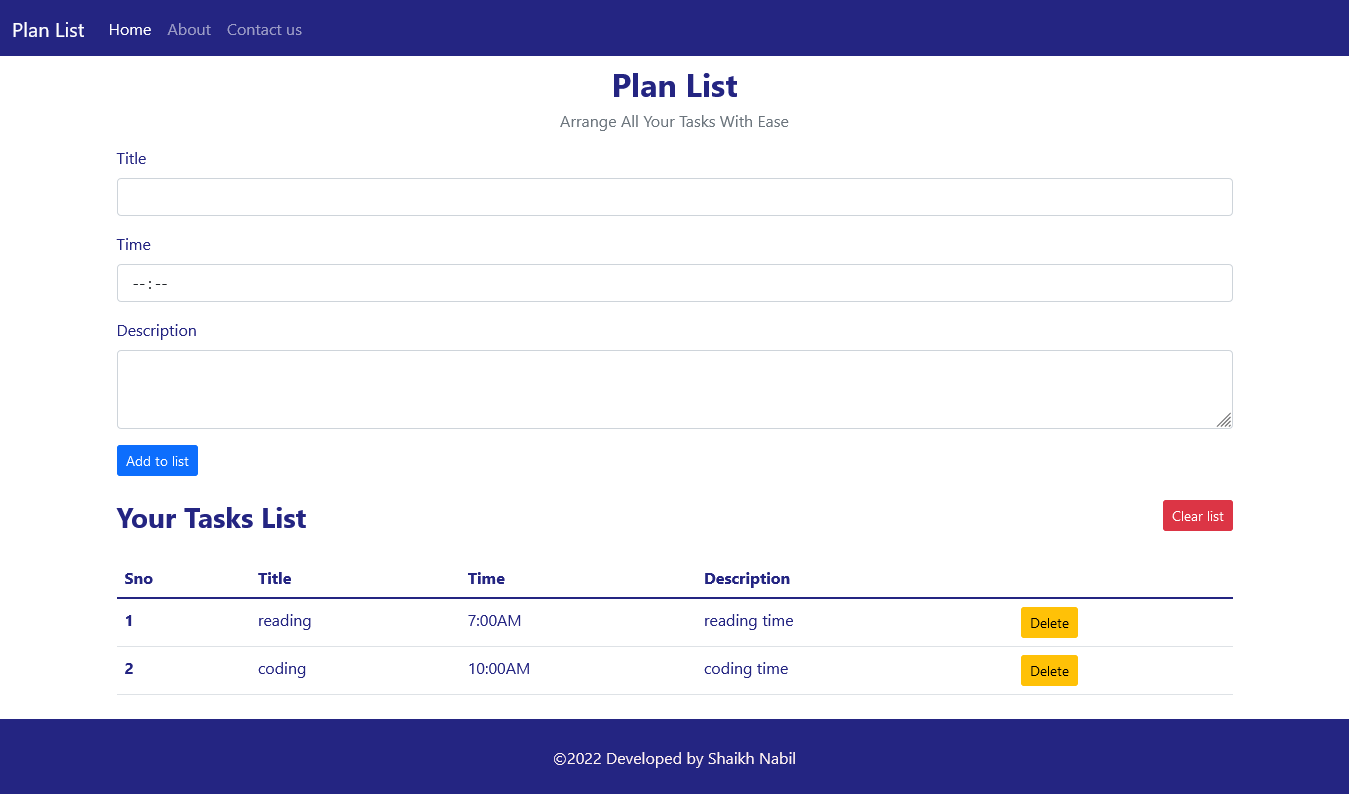 Plan List Home About Contact us
Plan List
Arrange All Your Tasks With Ease
Title
Time
--:--
Description
Add to list
Your Tasks List Clear list
Sno Title Time Description
1 reading 7:00AM reading time Delete
2 coding 10:00AM coding time Delete
©2022 Developed by Shaikh Nabil